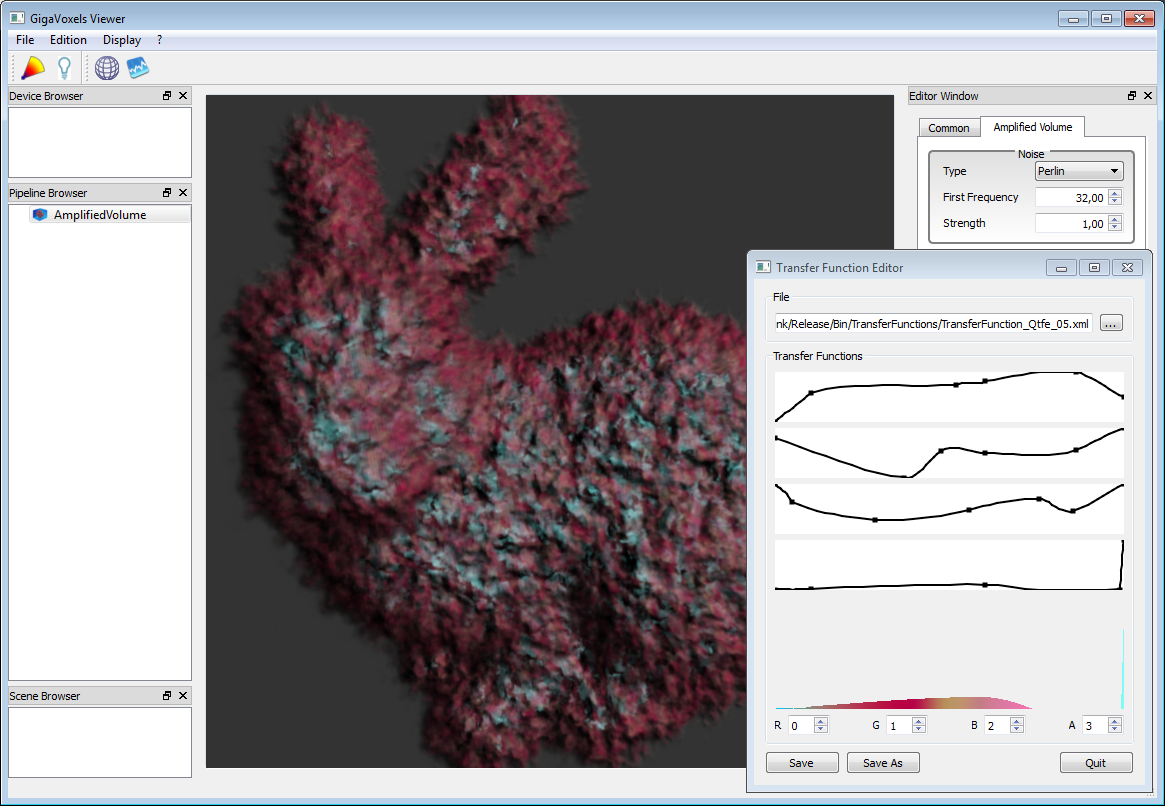 GigaVoxels Viewer
File Edition Display ?
Device Browser
Editor Window
Common Amplified Volume
Noise
Type Perlin
First Frequency 32,00
Strength 1,00
Pipeline Browser
AmplifiedVolume
Scene Browser
Transfer Function Editor
File
nk/Release/Bin/TransferFunctions/TransferFunction_Qtfe_05.xml ...
Transfer Functions
R 0 G 1 B 2 A 3
Save Save As Quit